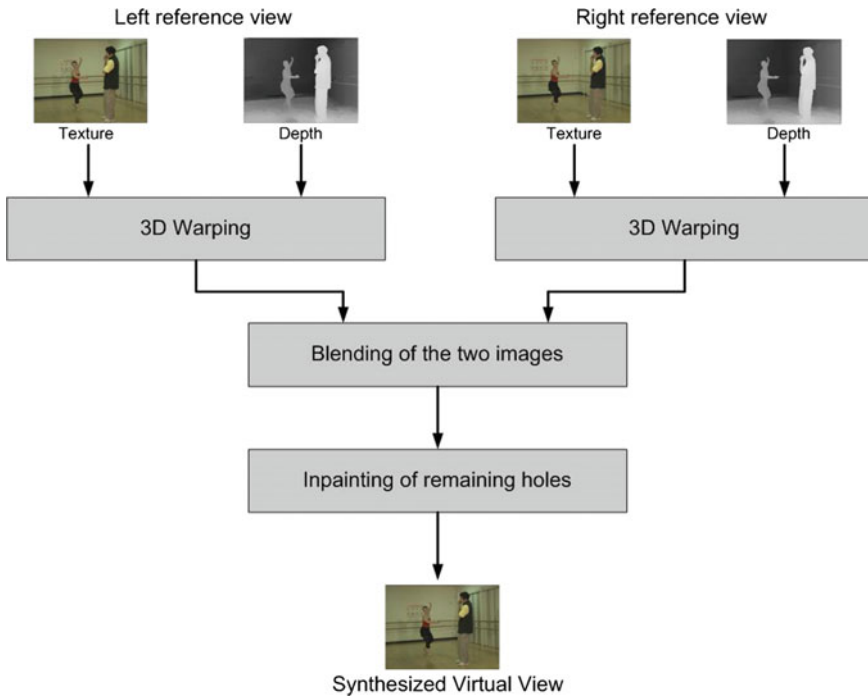 Left reference view
Right reference view
Texture
Depth
Texture
Depth
3D Warping
3D Warping
Blending of the two images
Inpainting of remaining holes
Synthesized Virtual View